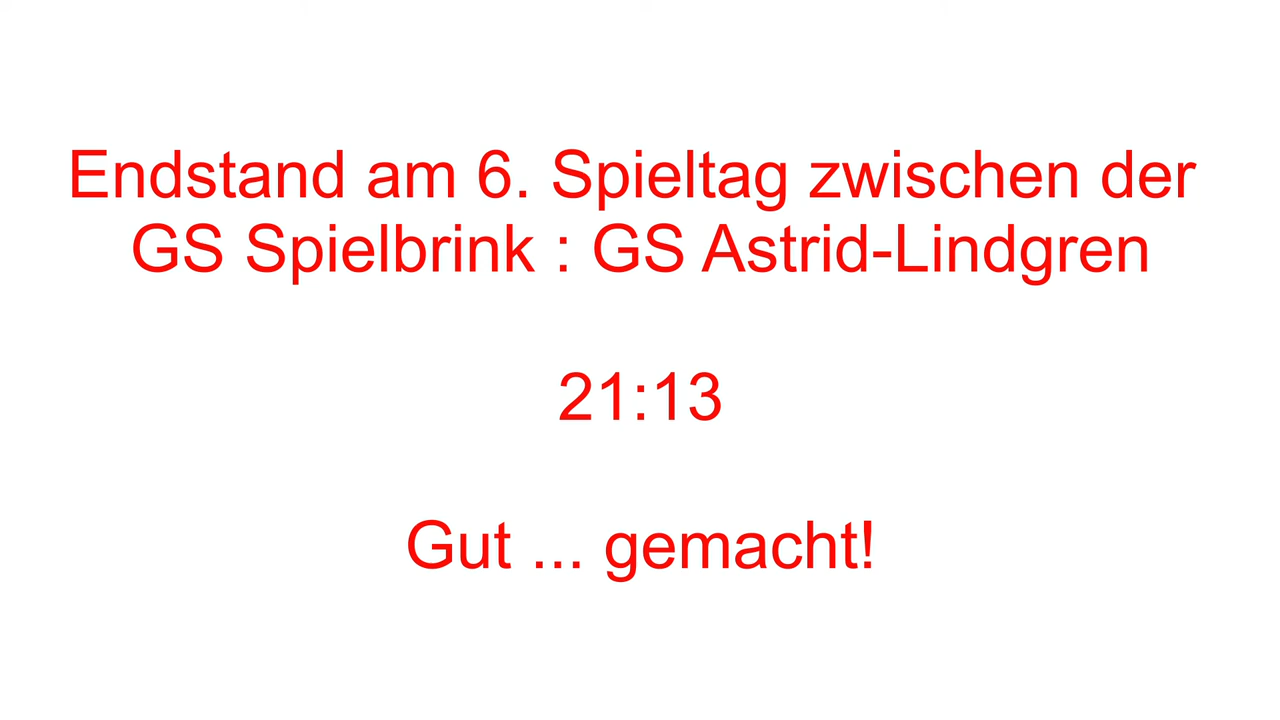 Endstand am 6. Spieltag zwischen der
GS Spielbrink : GS Astrid-Lindgren
21:13
Gut ... gemacht!